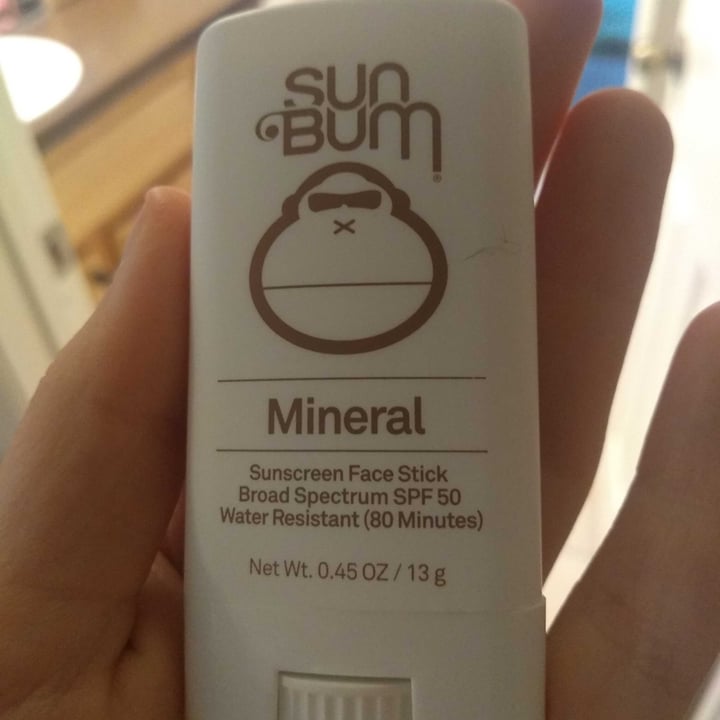 SUN
BUM®
Mineral
Sunscreen Face Stick
Broad Spectrum SPF 50
Water Resistant (80 Minutes)
Net Wt. 0.45 OZ / 13 g